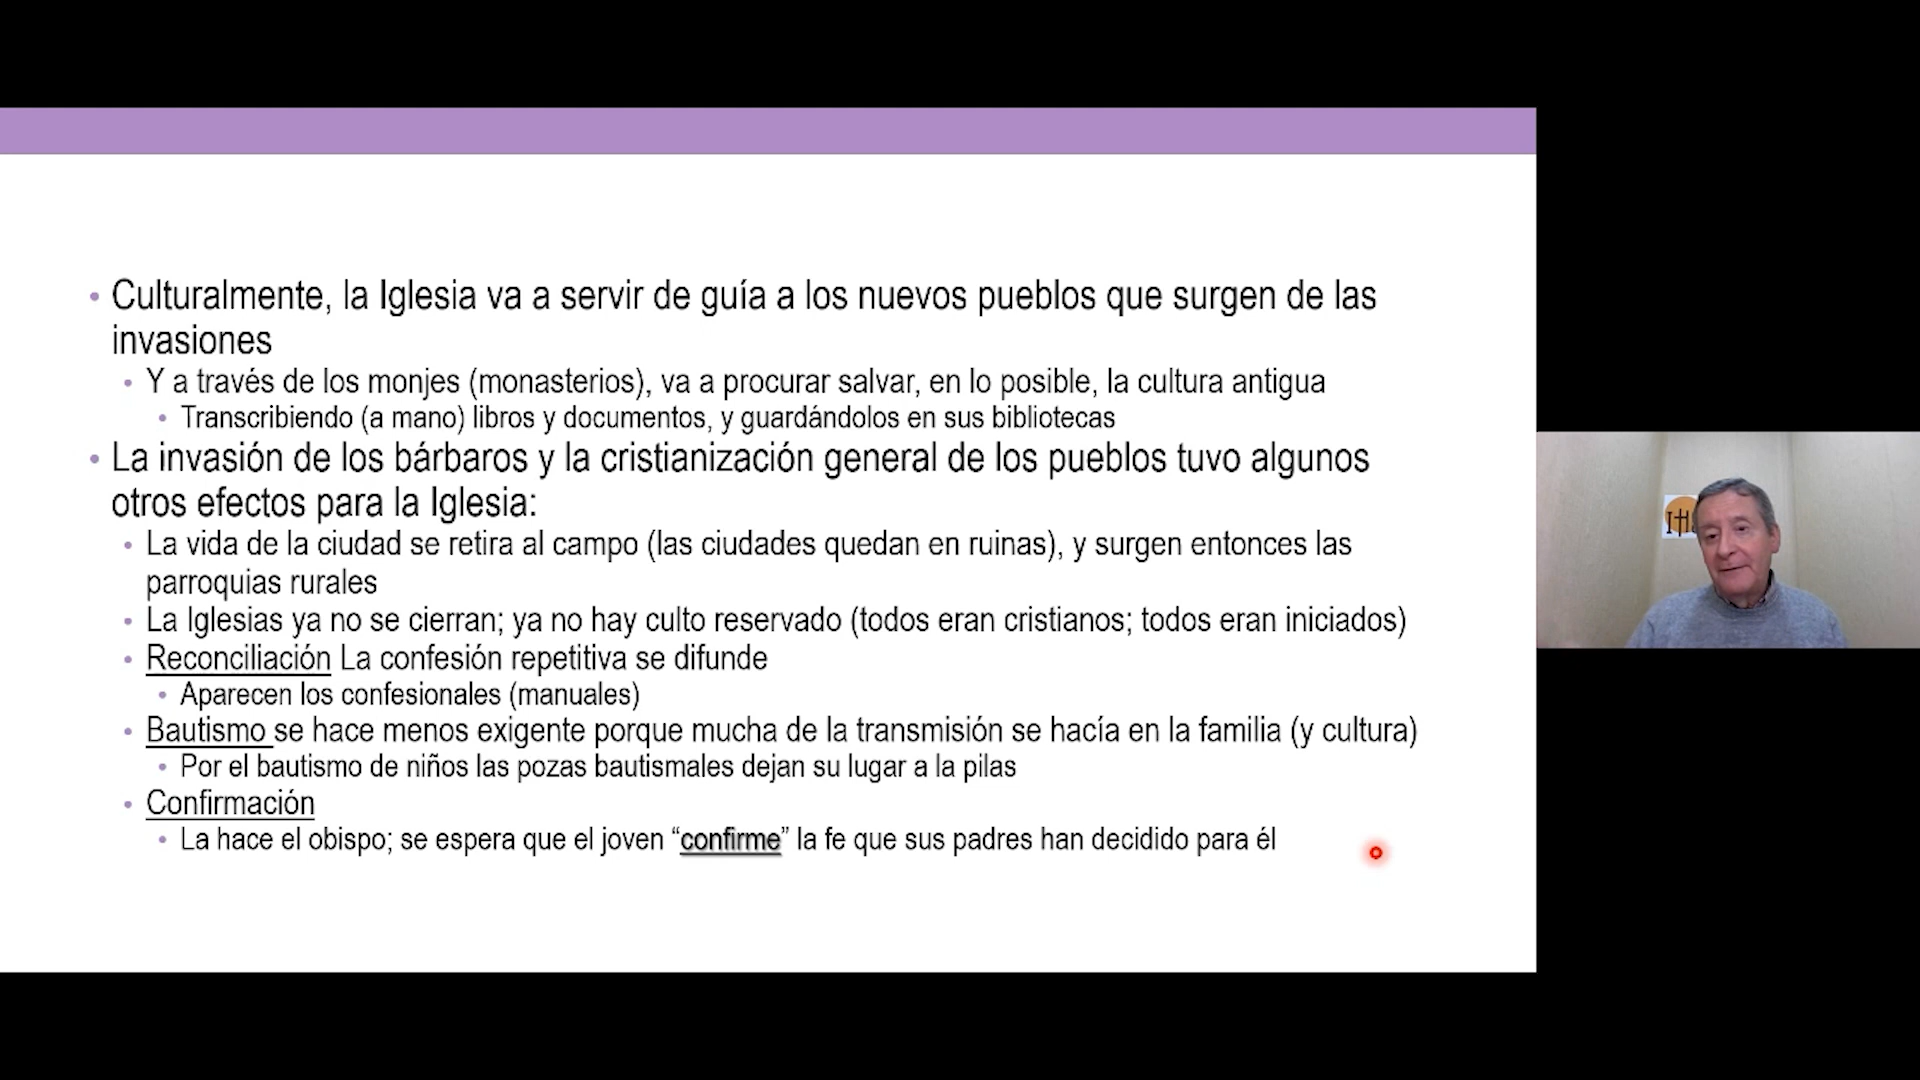 • Culturalmente, la Iglesia va a servir de guía a los nuevos pueblos que surgen de las
invasiones
• Y a través de los monjes (monasterios), va a procurar salvar, en lo posible, la cultura antigua
• Transcribiendo (a mano) libros y documentos, y guardándolos en sus bibliotecas
• La invasión de los bárbaros y la cristianización general de los pueblos tuvo algunos
otros efectos para la Iglesia:
• La vida de la ciudad se retira al campo (las ciudades quedan en ruinas), y surgen entonces las
parroquias rurales
• La Iglesias ya no se cierran; ya no hay culto reservado (todos eran cristianos; todos eran iniciados)
• Reconciliación La confesión repetitiva se difunde
• Aparecen los confesionales (manuales)
• Bautismo se hace menos exigente porque mucha de la transmisión se hacía en la familia (y cultura)
• Por el bautismo de niños las pozas bautismales dejan su lugar a la pilas
• Confirmación
• La hace el obispo; se espera que el joven “confirme” la fe que sus padres han decidido para él